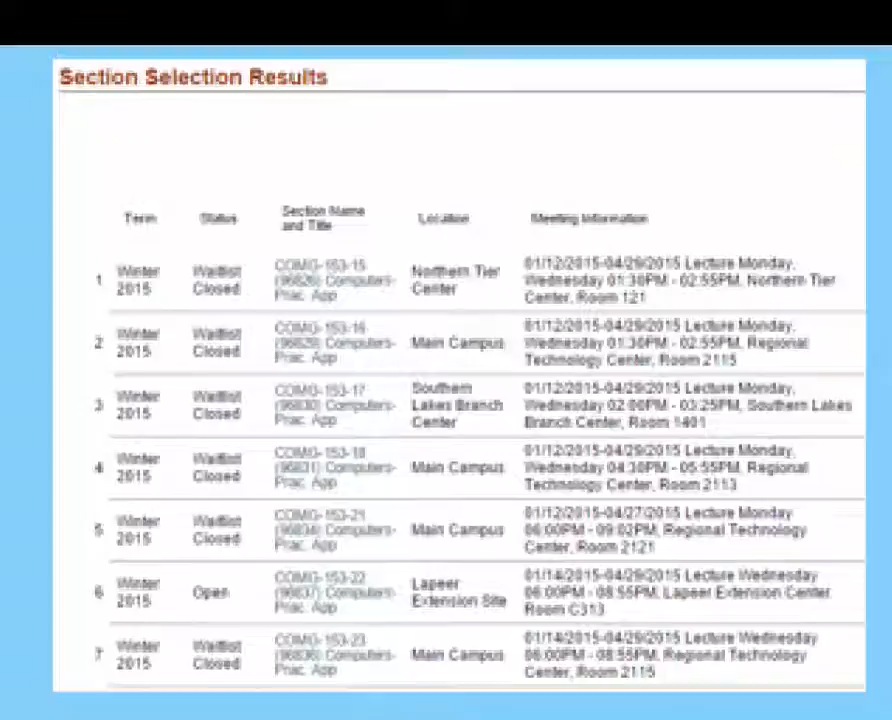 Section Selection Results
Term Status Section Name and Title Location Meeting Information
1 Winter 2015 Waitlist Closed COMG-153-15 Computers-Prac. App Northern Tier Center 01/12/2015-04/29/2015 Lecture Monday, Wednesday 01:30PM - 02:55PM, Northern Tier Center, Room 121
2 Winter 2015 Waitlist Closed COMG-153-16 Computers-Prac. App Main Campus 01/12/2015-04/29/2015 Lecture Monday, Wednesday 01:30PM - 02:55PM, Regional Technology Center, Room 2115
3 Winter 2015 Waitlist Closed COMG-153-17 Computers-Prac. App Southern Lakes Branch Center 01/12/2015-04/29/2015 Lecture Monday, Wednesday 02:00PM - 03:25PM, Southern Lakes Branch Center, Room 1401
4 Winter 2015 Waitlist Closed COMG-153-18 Computers-Prac. App Main Campus 01/12/2015-04/29/2015 Lecture Monday, Wednesday 04:30PM - 05:55PM, Regional Technology Center, Room 2113
5 Winter 2015 Waitlist Closed COMG-153-21 Computers-Prac. App Main Campus 01/12/2015-04/27/2015 Lecture Monday 06:00PM - 09:02PM, Regional Technology Center, Room 2121
6 Winter 2015 Open COMG-153-22 Computers-Prac. App Lapeer Extension Site 01/14/2015-04/29/2015 Lecture Wednesday 06:00PM - 08:55PM, Lapeer Extension Center, Room C313
7 Winter 2015 Waitlist Closed COMG-153-23 Computers-Prac. App Main Campus 01/14/2015-04/29/2015 Lecture Wednesday 06:00PM - 08:55PM, Regional Technology Center, Room 2115